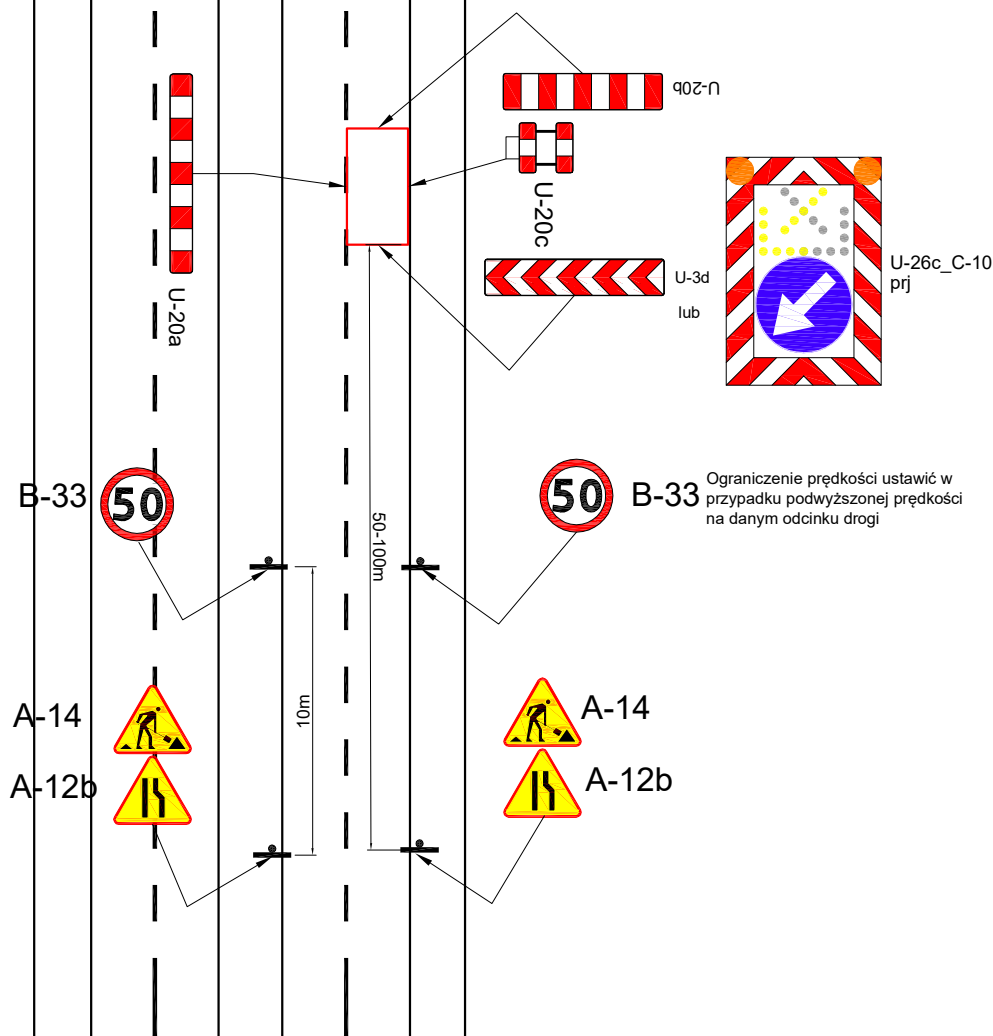 U-20b
U-20a
U-20c
U-3d
lub
U-26c_C-10
prj
B-33
50
50
B-33
Ograniczenie prędkości ustawić w
przypadku podwyższonej prędkości
na danym odcinku drogi
50-100m
10m
A-14
A-14
A-12b
A-12b